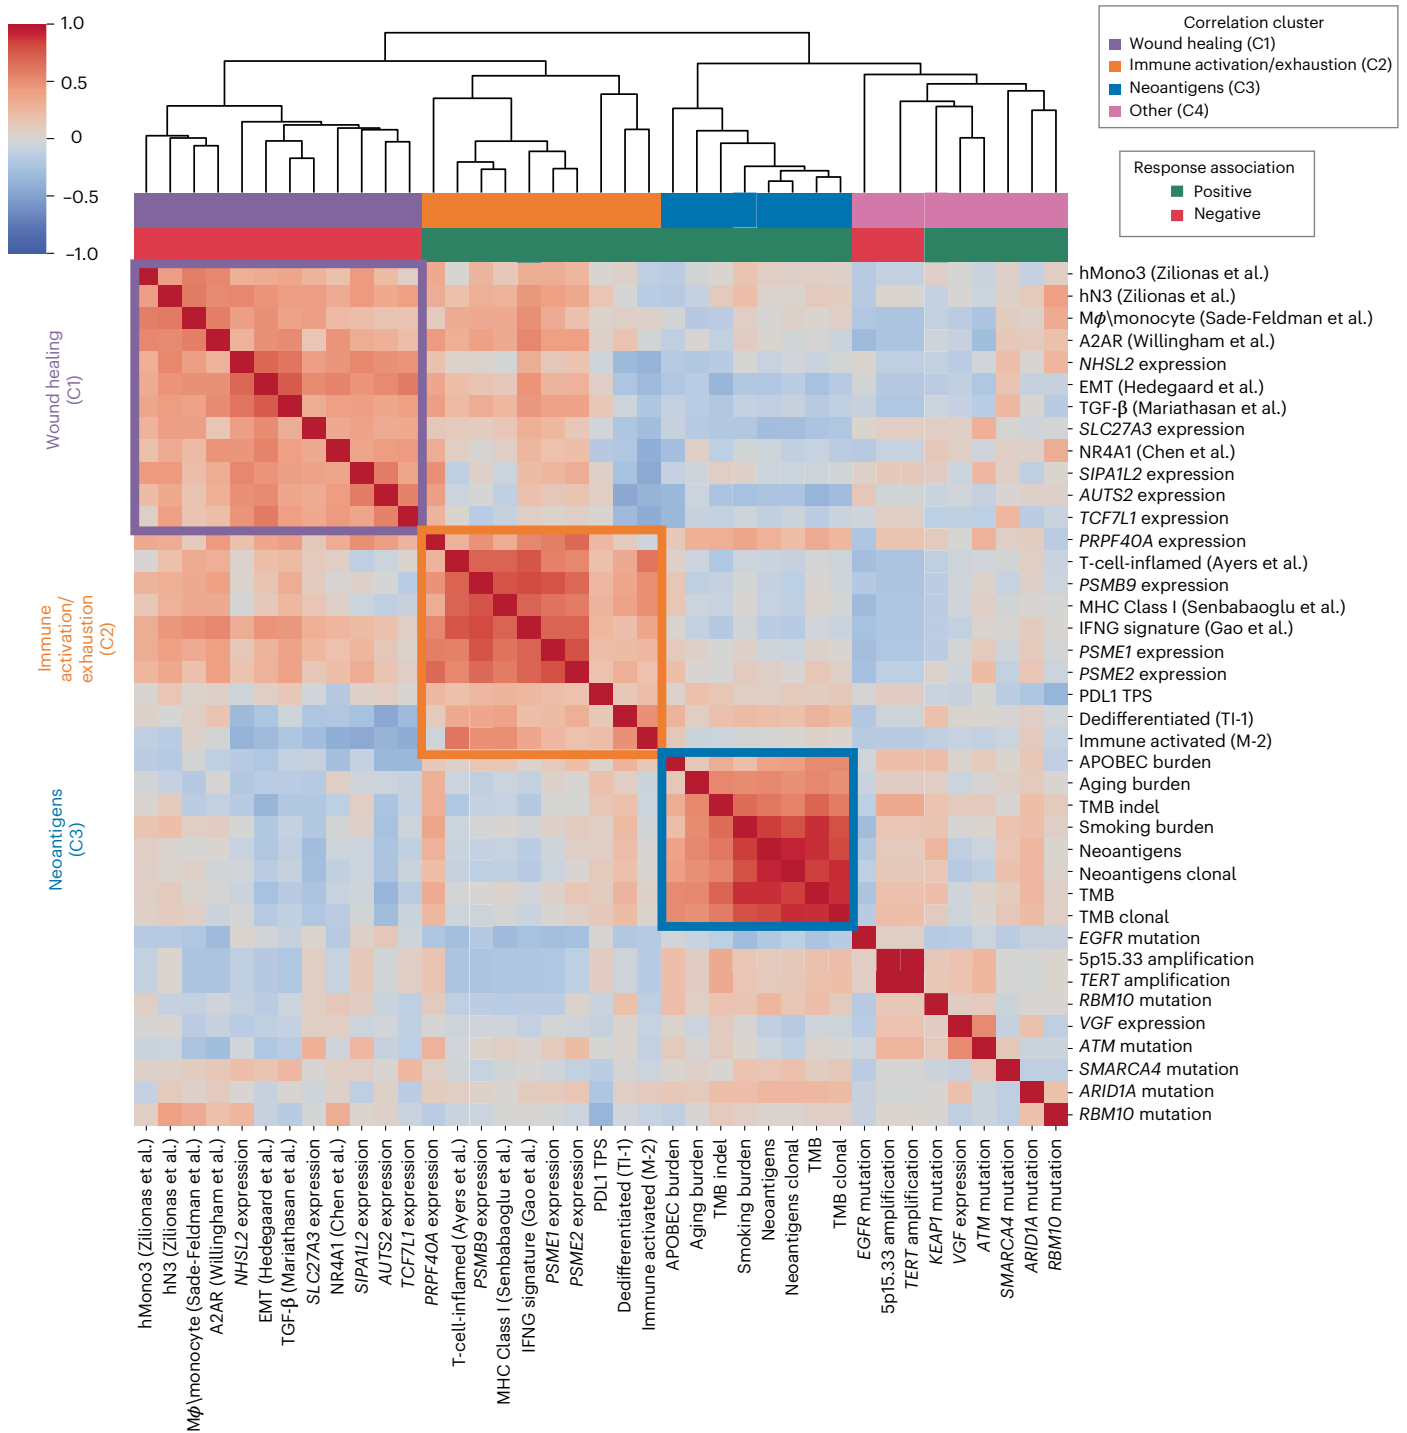 1.0
0.5
0
−0.5
−1.0
Correlation cluster
Wound healing (C1)
Immune activation/exhaustion (C2)
Neoantigens (C3)
Other (C4)
Response association
Positive
Negative
Wound healing
(C1)
Immune
activation/
exhaustion
(C2)
Neoantigens
(C3)
hMono3 (Zilionas et al.)
hN3 (Zilionas et al.)
Mϕ\monocyte (Sade-Feldman et al.)
A2AR (Willingham et al.)
NHSL2 expression
EMT (Hedegaard et al.)
TGF-β (Mariathasan et al.)
SLC27A3 expression
NR4A1 (Chen et al.)
SIPA1L2 expression
AUTS2 expression
TCF7L1 expression
PRPF40A expression
T-cell-inflamed (Ayers et al.)
PSMB9 expression
MHC Class I (Senbabaoglu et al.)
IFNG signature (Gao et al.)
PSME1 expression
PSME2 expression
PDL1 TPS
Dedifferentiated (TI-1)
Immune activated (M-2)
APOBEC burden
Aging burden
TMB indel
Smoking burden
Neoantigens
Neoantigens clonal
TMB
TMB clonal
EGFR mutation
5p15.33 amplification
TERT amplification
RBM10 mutation
VGF expression
ATM mutation
SMARCA4 mutation
ARID1A mutation
RBM10 mutation
hMono3 (Zilionas et al.)
hN3 (Zilionas et al.)
Mϕ\monocyte (Sade-Feldman et al.)
A2AR (Willingham et al.)
NHSL2 expression
EMT (Hedegaard et al.)
TGF-β (Mariathasan et al.)
SLC27A3 expression
NR4A1 (Chen et al.)
SIPA1L2 expression
AUTS2 expression
TCF7L1 expression
PRPF40A expression
T-cell-inflamed (Ayers et al.)
PSMB9 expression
MHC Class I (Senbabaoglu et al.)
IFNG signature (Gao et al.)
PSME1 expression
PSME2 expression
PDL1 TPS
Dedifferentiated (TI-1)
Immune activated (M-2)
APOBEC burden
Aging burden
TMB indel
Smoking burden
Neoantigens
Neoantigens clonal
TMB
TMB clonal
EGFR mutation
5p15.33 amplification
TERT amplification
KEAP1 mutation
VGF expression
ATM mutation
SMARCA4 mutation
ARID1A mutation
RBM10 mutation